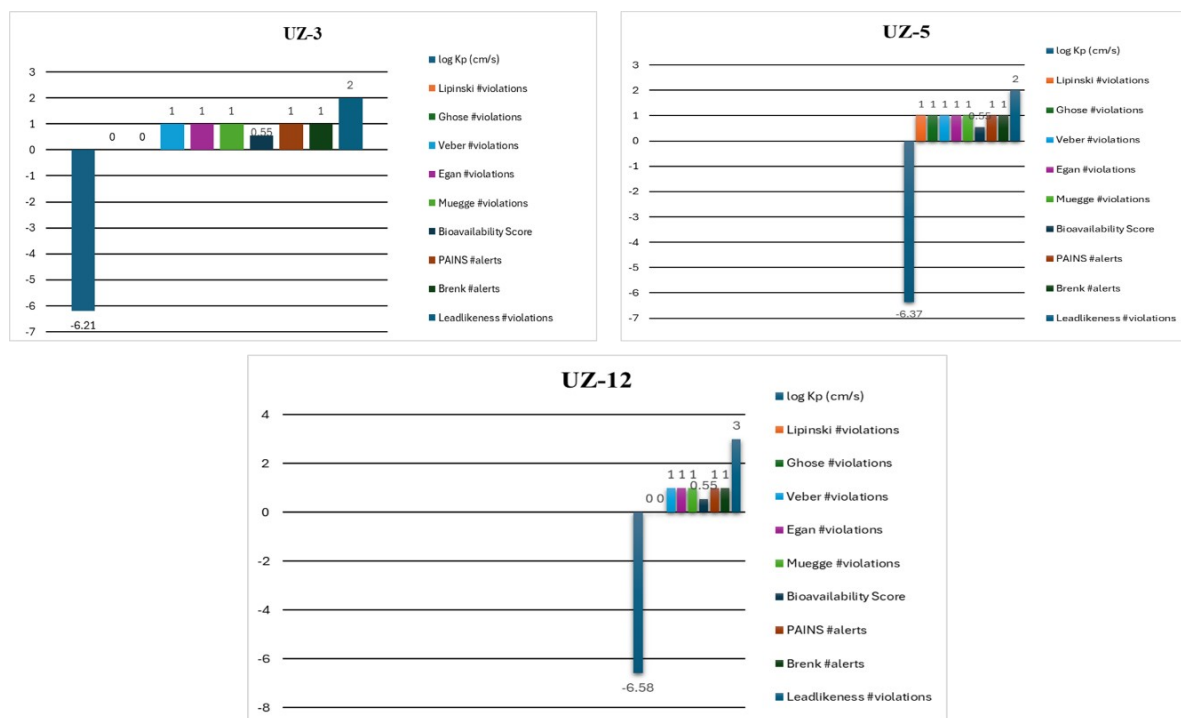 UZ-3
log Kp (cm/s)
Lipinski #violations
Ghose #violations
Veber #violations
Egan #violations
Muegge #violations
Bioavailability Score
PAINS #alerts
Brenk #alerts
Leadlikeness #violations
3
2
1
0
-1
-2
-3
-4
-5
-6
-7
-6.21
0
0
1
1
1
0.55
1
1
2
UZ-5
log Kp (cm/s)
Lipinski #violations
Ghose #violations
Veber #violations
Egan #violations
Muegge #violations
Bioavailability Score
PAINS #alerts
Brenk #alerts
Leadlikeness #violations
3
2
1
0
-1
-2
-3
-4
-5
-6
-7
-6.37
1
1
1
1
1
0.55
1
1
2
UZ-12
log Kp (cm/s)
Lipinski #violations
Ghose #violations
Veber #violations
Egan #violations
Muegge #violations
Bioavailability Score
PAINS #alerts
Brenk #alerts
Leadlikeness #violations
4
2
0
-2
-4
-6
-8
-6.58
0
0
1
1
1
0.55
1
1
3